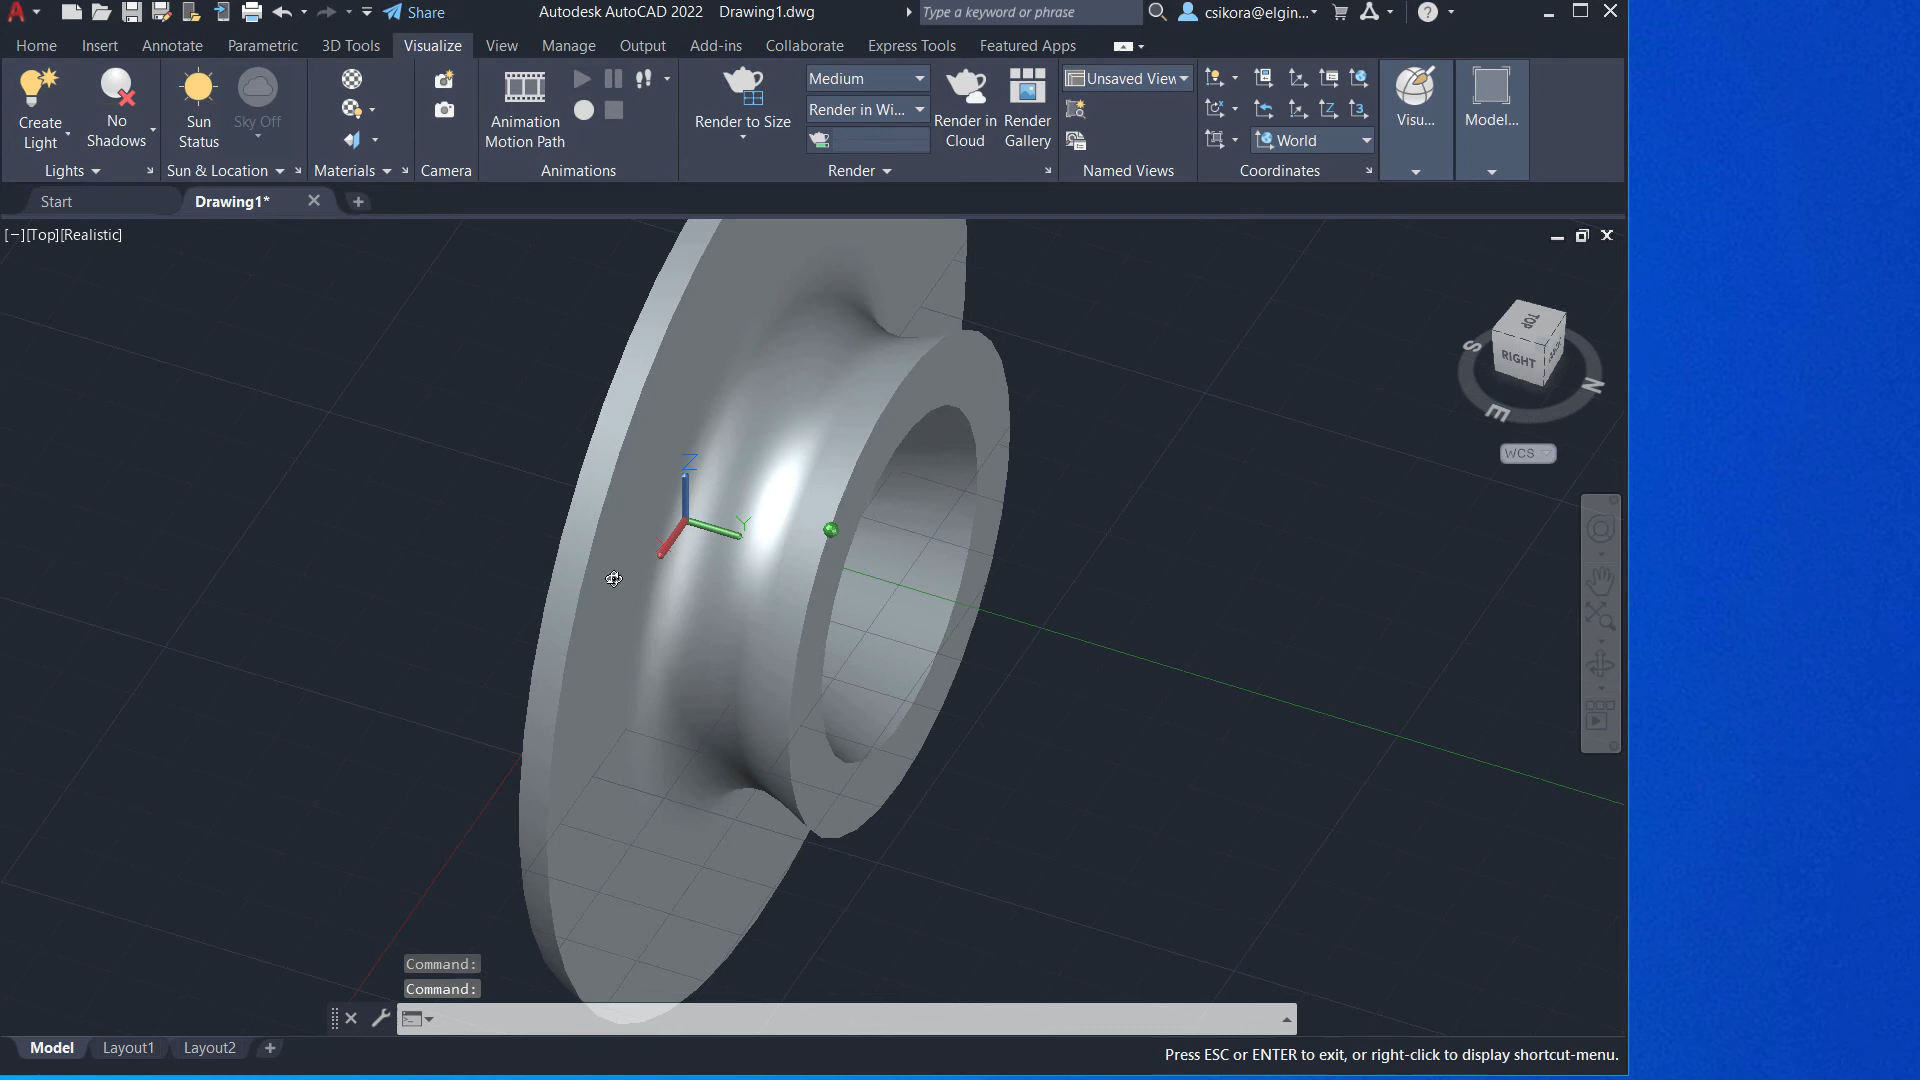 Share
Autodesk AutoCAD 2022 Drawing1.dwg
Type a keyword or phrase
csikora@elgin...
Home Insert Annotate Parametric 3D Tools Visualize View Manage Output Add-ins Collaborate Express Tools Featured Apps
Create Light
No Shadows
Sun Status
Sky Off
Animation Motion Path
Render to Size
Medium
Render in Wi...
Render in Cloud
Render Gallery
Unsaved View
World
Visu...
Model...
Lights Sun & Location Materials Camera Animations Render Named Views Coordinates
Start Drawing1*
[−][Top][Realistic]
TOP
RIGHT
S
N
E
WCS
Z
Y
Command:
Command:
Model Layout1 Layout2
Press ESC or ENTER to exit, or right-click to display shortcut-menu.